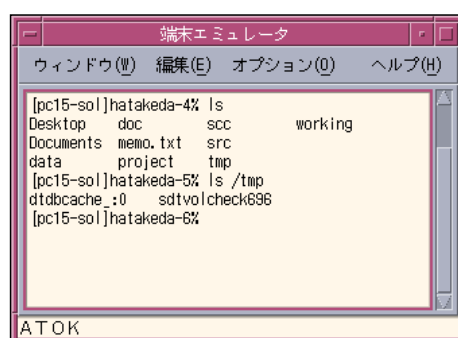 端末エミュレータ
ウィンドウ(W) 編集(E) オプション(O) ヘルプ(H)
[pc15-sol]hatakeda-4% ls
Desktop doc scc working
Documents memo.txt src
data project tmp
[pc15-sol]hatakeda-5% ls /tmp
dtdbcache_:0 sdtvolcheck696
[pc15-sol]hatakeda-6%
ATOK